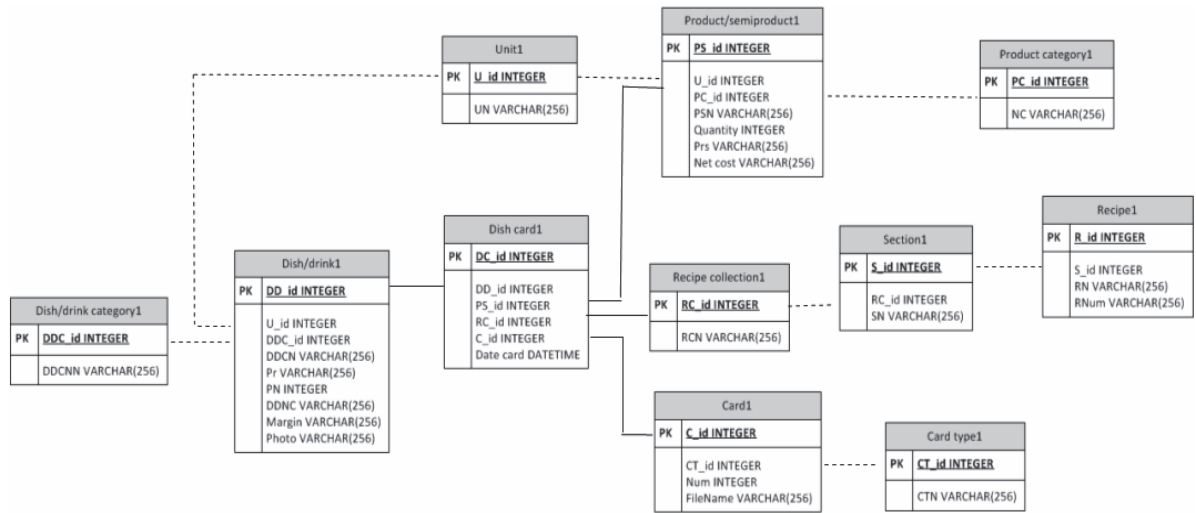 Product/semiproduct1
PK PS_id INTEGER
U_id INTEGER
PC_id INTEGER
PSN VARCHAR(256)
Quantity INTEGER
Prs VARCHAR(256)
Net cost VARCHAR(256)
Unit1
PK U_id INTEGER
UN VARCHAR(256)
Product category1
PK PC_id INTEGER
NC VARCHAR(256)
Dish card1
PK DC_id INTEGER
DD_id INTEGER
PS_id INTEGER
RC_id INTEGER
C_id INTEGER
Date card DATETIME
Recipe1
PK R_id INTEGER
S_id INTEGER
RN VARCHAR(256)
RNum VARCHAR(256)
Section1
PK S_id INTEGER
RC_id INTEGER
SN VARCHAR(256)
Dish/drink1
PK DD_id INTEGER
U_id INTEGER
DDC_id INTEGER
DDCN VARCHAR(256)
Pr VARCHAR(256)
PN INTEGER
DDNC VARCHAR(256)
Margin VARCHAR(256)
Photo VARCHAR(256)
Recipe collection1
PK RC_id INTEGER
RCN VARCHAR(256)
Dish/drink category1
PK DDC_id INTEGER
DDCNN VARCHAR(256)
Card1
PK C_id INTEGER
CT_id INTEGER
Num INTEGER
FileName VARCHAR(256)
Card type1
PK CT_id INTEGER
CTN VARCHAR(256)